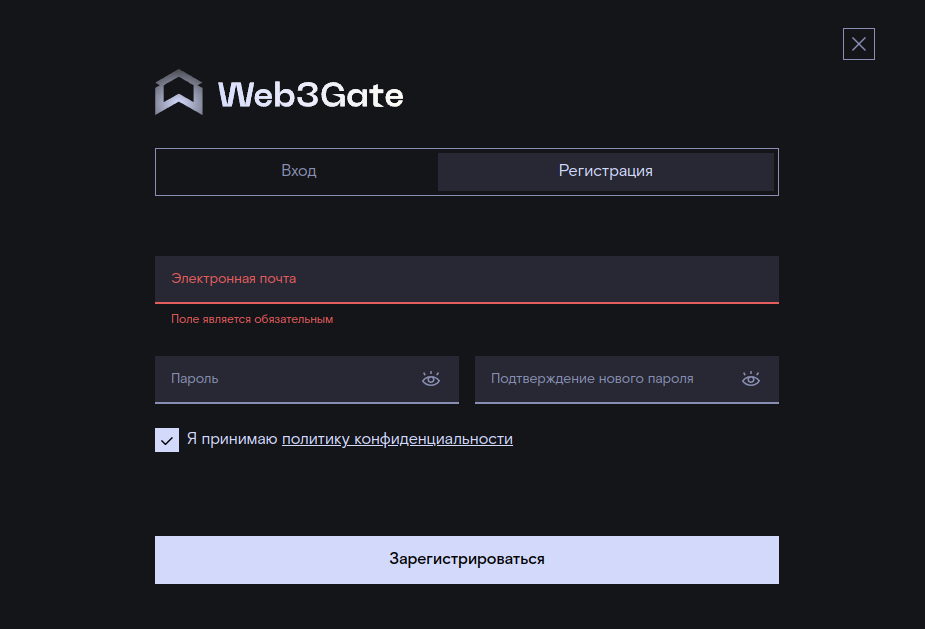 Web3Gate
Вход
Регистрация
Электронная почта
Поле является обязательным
Пароль
Подтверждение нового пароля
Я принимаю политику конфиденциальности
Зарегистрироваться